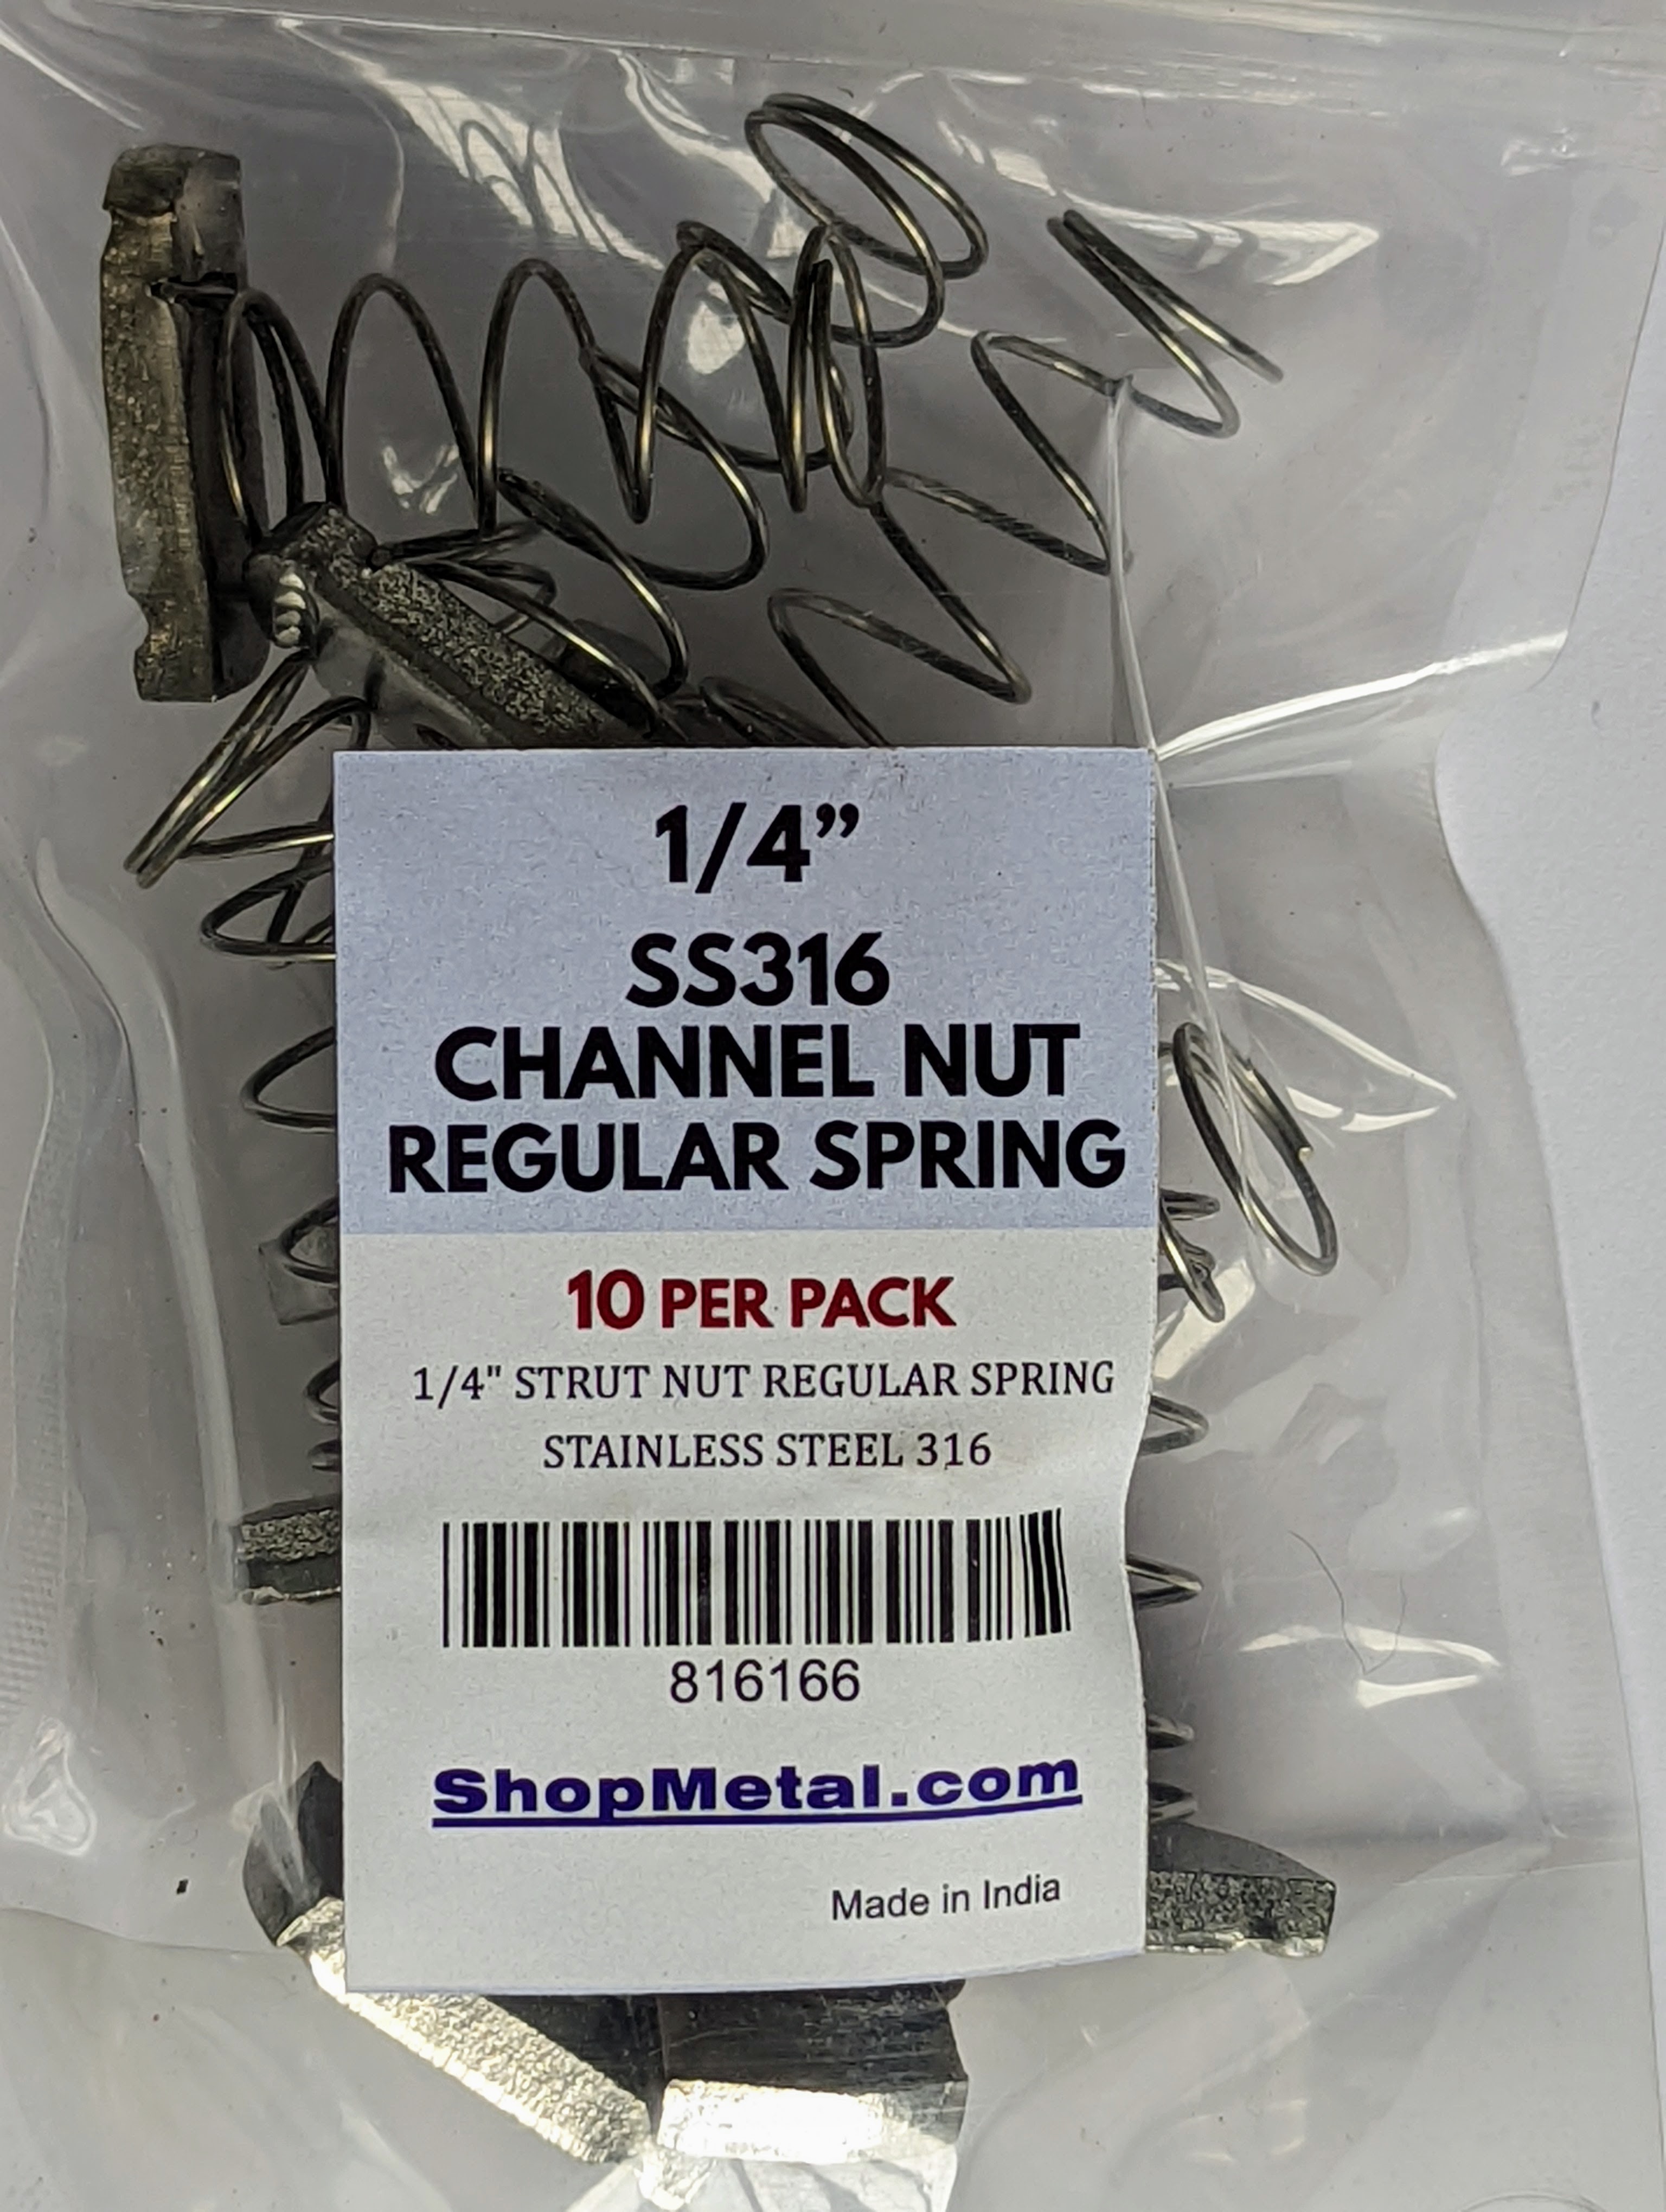 1/4”
SS316
CHANNEL NUT
REGULAR SPRING
10 PER PACK
1/4" STRUT NUT REGULAR SPRING
STAINLESS STEEL 316
816166
ShopMetal.com
Made in India